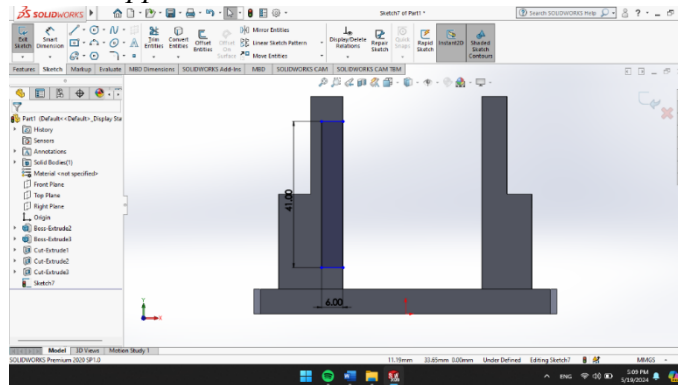 SOLIDWORKS
Sketch7 of Part1 *
Search SOLIDWORKS Help
Exit Sketch
Smart Dimension
Trim Entities
Convert Entities
Offset Entities
Offset On Surface
Mirror Entities
Linear Sketch Pattern
Move Entities
Display/Delete Relations
Repair Sketch
Quick Snaps
Rapid Sketch
Instant2D
Shaded Sketch Contours
Features Sketch Markup Evaluate MBD Dimensions SOLIDWORKS Add-Ins MBD SOLIDWORKS CAM SOLIDWORKS CAM TBM
Part1 (Default<<Default>_Display Sta
History
Sensors
Annotations
Solid Bodies(1)
Material <not specified>
Front Plane
Top Plane
Right Plane
Origin
Boss-Extrude2
Boss-Extrude3
Cut-Extrude1
Cut-Extrude2
Cut-Extrude3
Sketch7
41.00
6.00
Y
X
Model 3D Views Motion Study 1
SOLIDWORKS Premium 2020 SP1.0
11.19mm 33.65mm 0.00mm Under Defined Editing Sketch7 MMGS
ENG
5:09 PM
5/19/2024